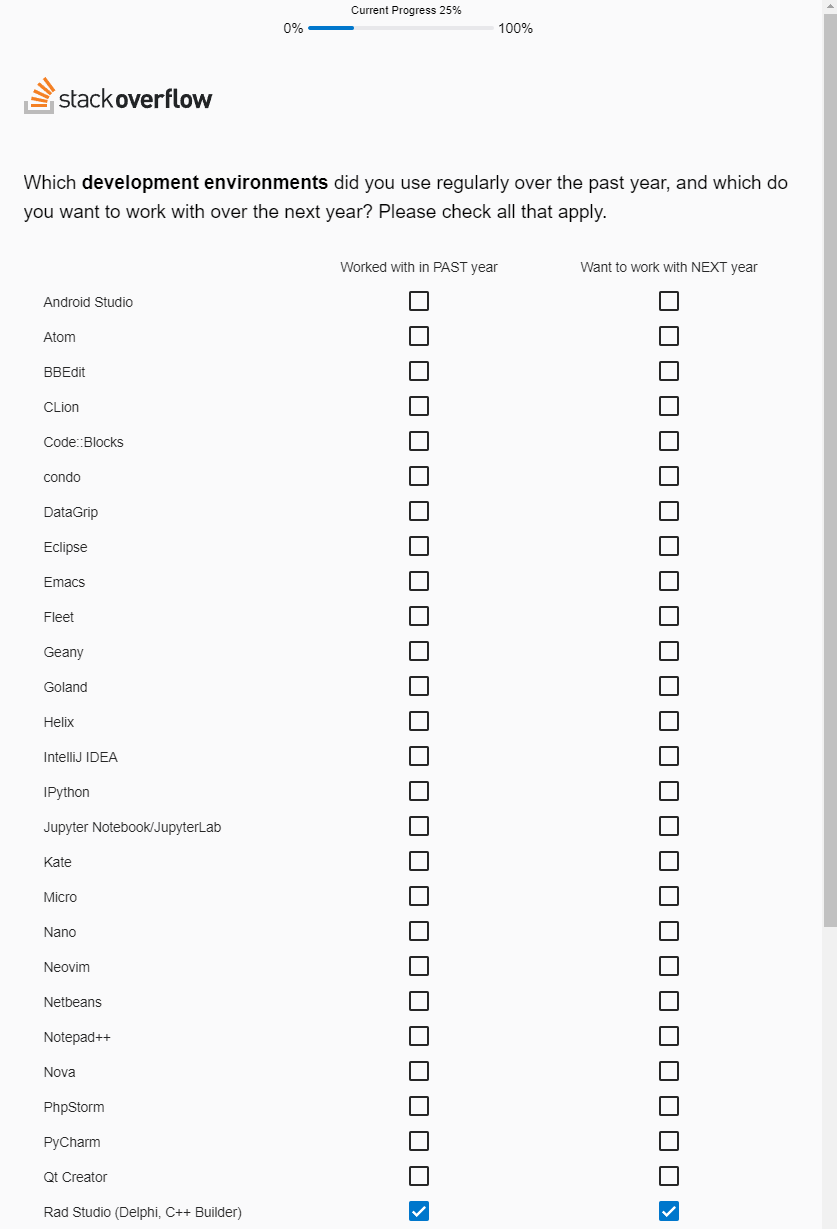 Current Progress 25%
0% 100%
stackoverflow
Which development environments did you use regularly over the past year, and which do
you want to work with over the next year? Please check all that apply.
Worked with in PAST year Want to work with NEXT year
Android Studio
Atom
BBEdit
CLion
Code::Blocks
condo
DataGrip
Eclipse
Emacs
Fleet
Geany
Goland
Helix
IntelliJ IDEA
IPython
Jupyter Notebook/JupyterLab
Kate
Micro
Nano
Neovim
Netbeans
Notepad++
Nova
PhpStorm
PyCharm
Qt Creator
Rad Studio (Delphi, C++ Builder)